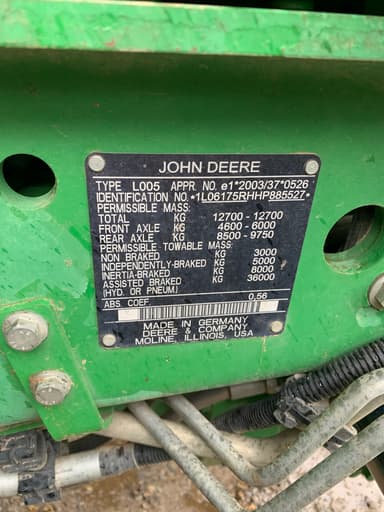 JOHN DEERE
TYPE L005 APPR. NO. e1*2003/37*0526
IDENTIFICATION NO. *1L06175RHHP885527*
PERMISSIBLE MASS:
TOTAL KG 12700 - 12700
FRONT AXLE KG 4600 - 6000
REAR AXLE KG 8500 - 9750
PERMISSIBLE TOWABLE MASS:
NON BRAKED KG 3000
INDEPENDENTLY-BRAKED KG 8000
INERTIA-BRAKED KG 8000
ASSISTED BRAKED KG 36000
(HYD. OR PNEUM)
ABS. COEF. 0,56
MADE IN GERMANY
DEERE & COMPANY
MOLINE, ILLINOIS, USA